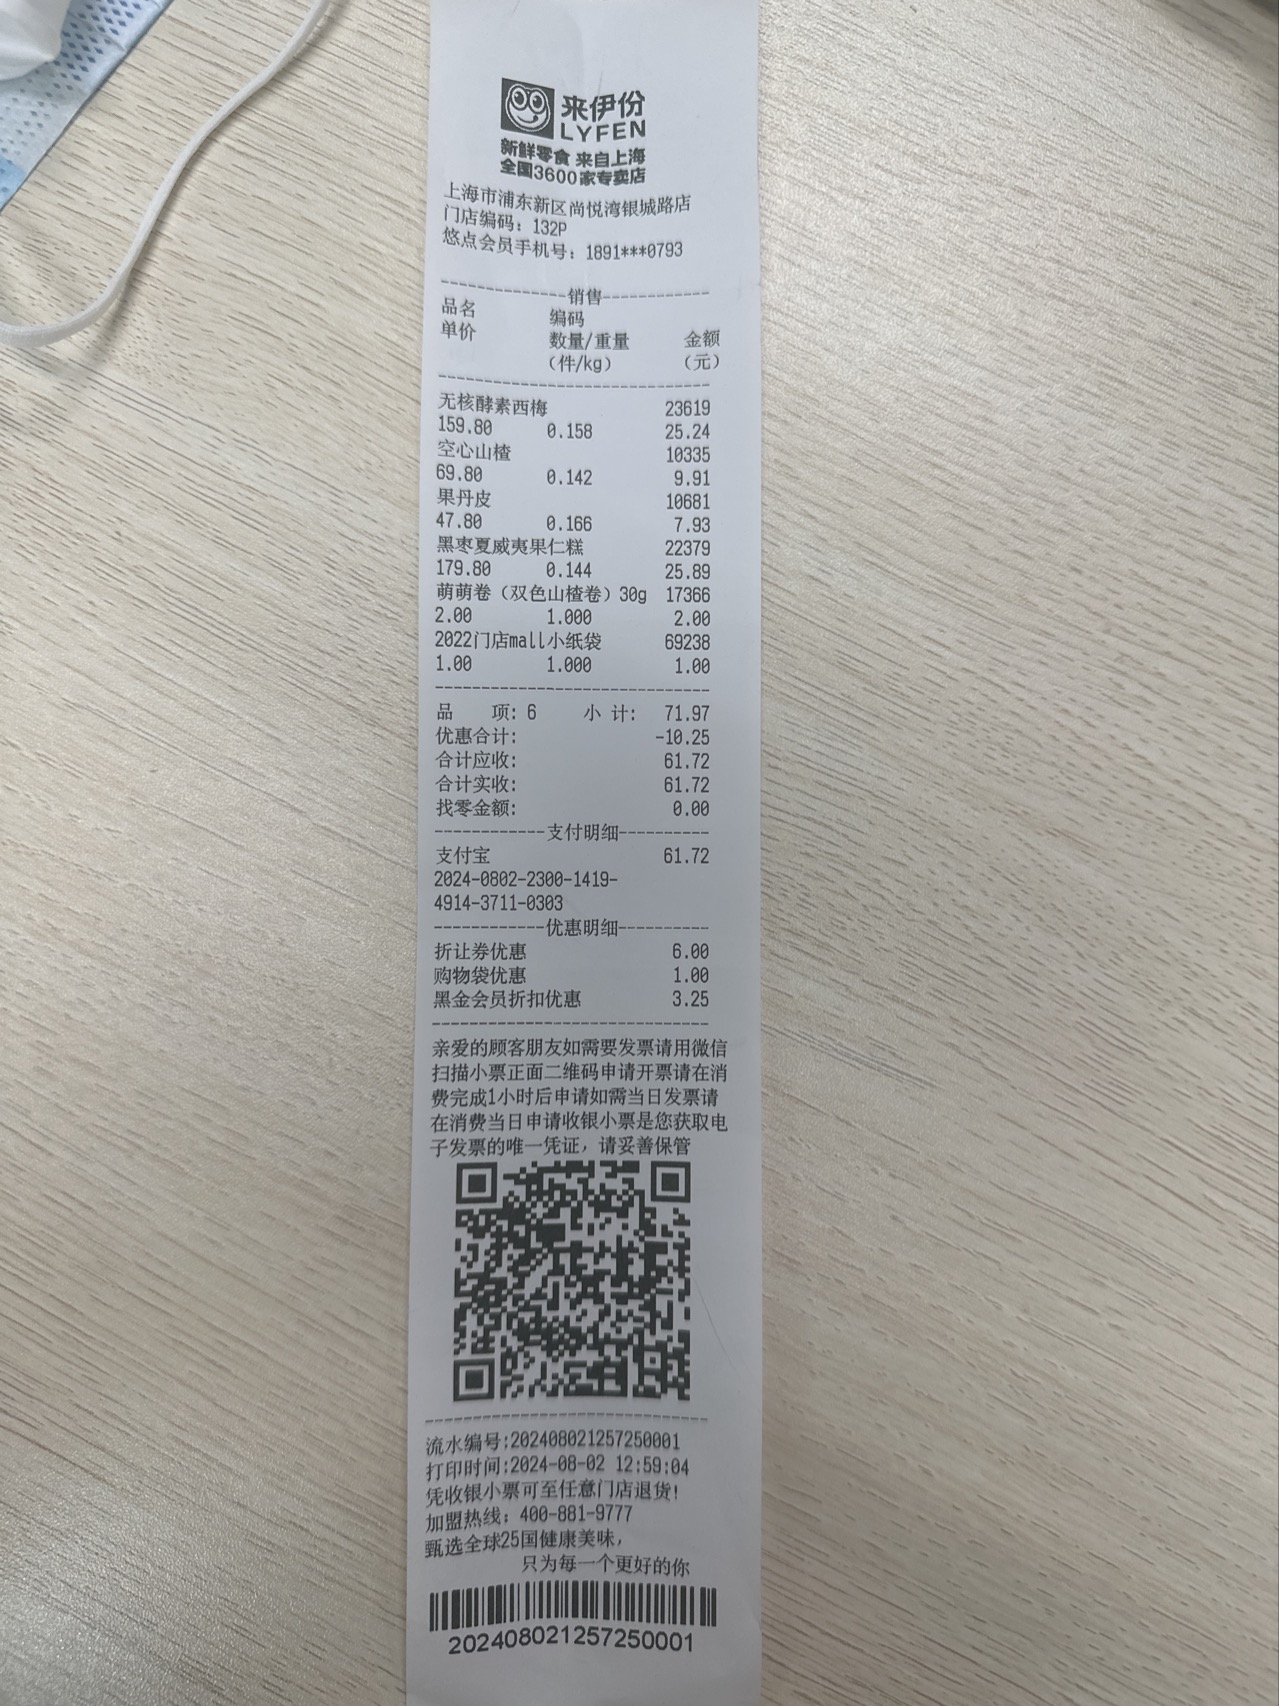 来伊份
LYFEN
新鲜零食 来自上海
全国3600家专卖店
上海市浦东新区尚悦湾银城路店
门店编码：132P
悠点会员手机号：1891***0793
-------------销售-----------
品名 编码
单价 数量/重量 金额
（件/kg） （元）
------------------------------
无核酵素西梅 23619
159.80 0.158 25.24
空心山楂 10335
69.80 0.142 9.91
果丹皮 10681
47.80 0.166 7.93
黑枣夏威夷果仁糕 22379
179.80 0.144 25.89
萌萌卷（双色山楂卷）30g 17366
2.00 1.000 2.00
2022门店mall小纸袋 69238
1.00 1.000 1.00
------------------------------
品 项: 6 小 计: 71.97
优惠合计: -10.25
合计应收: 61.72
合计实收: 61.72
找零金额: 0.00
------------支付明细----------
支付宝 61.72
2024-0802-2300-1419-
4914-3711-0303
------------优惠明细----------
折让券优惠 6.00
购物袋优惠 1.00
黑金会员折扣优惠 3.25
------------------------------
亲爱的顾客朋友如需要发票请用微信
扫描小票正面二维码申请开票请在消
费完成1小时后申请如需当日发票请
在消费当日申请收银小票是您获取电
子发票的唯一凭证，请妥善保管
------------------------------
流水编号:202408021257250001
打印时间:2024-08-02 12:59:04
凭收银小票可至任意门店退货!
加盟热线：400-881-9777
甄选全球25国健康美味，
只为每一个更好的你
202408021257250001